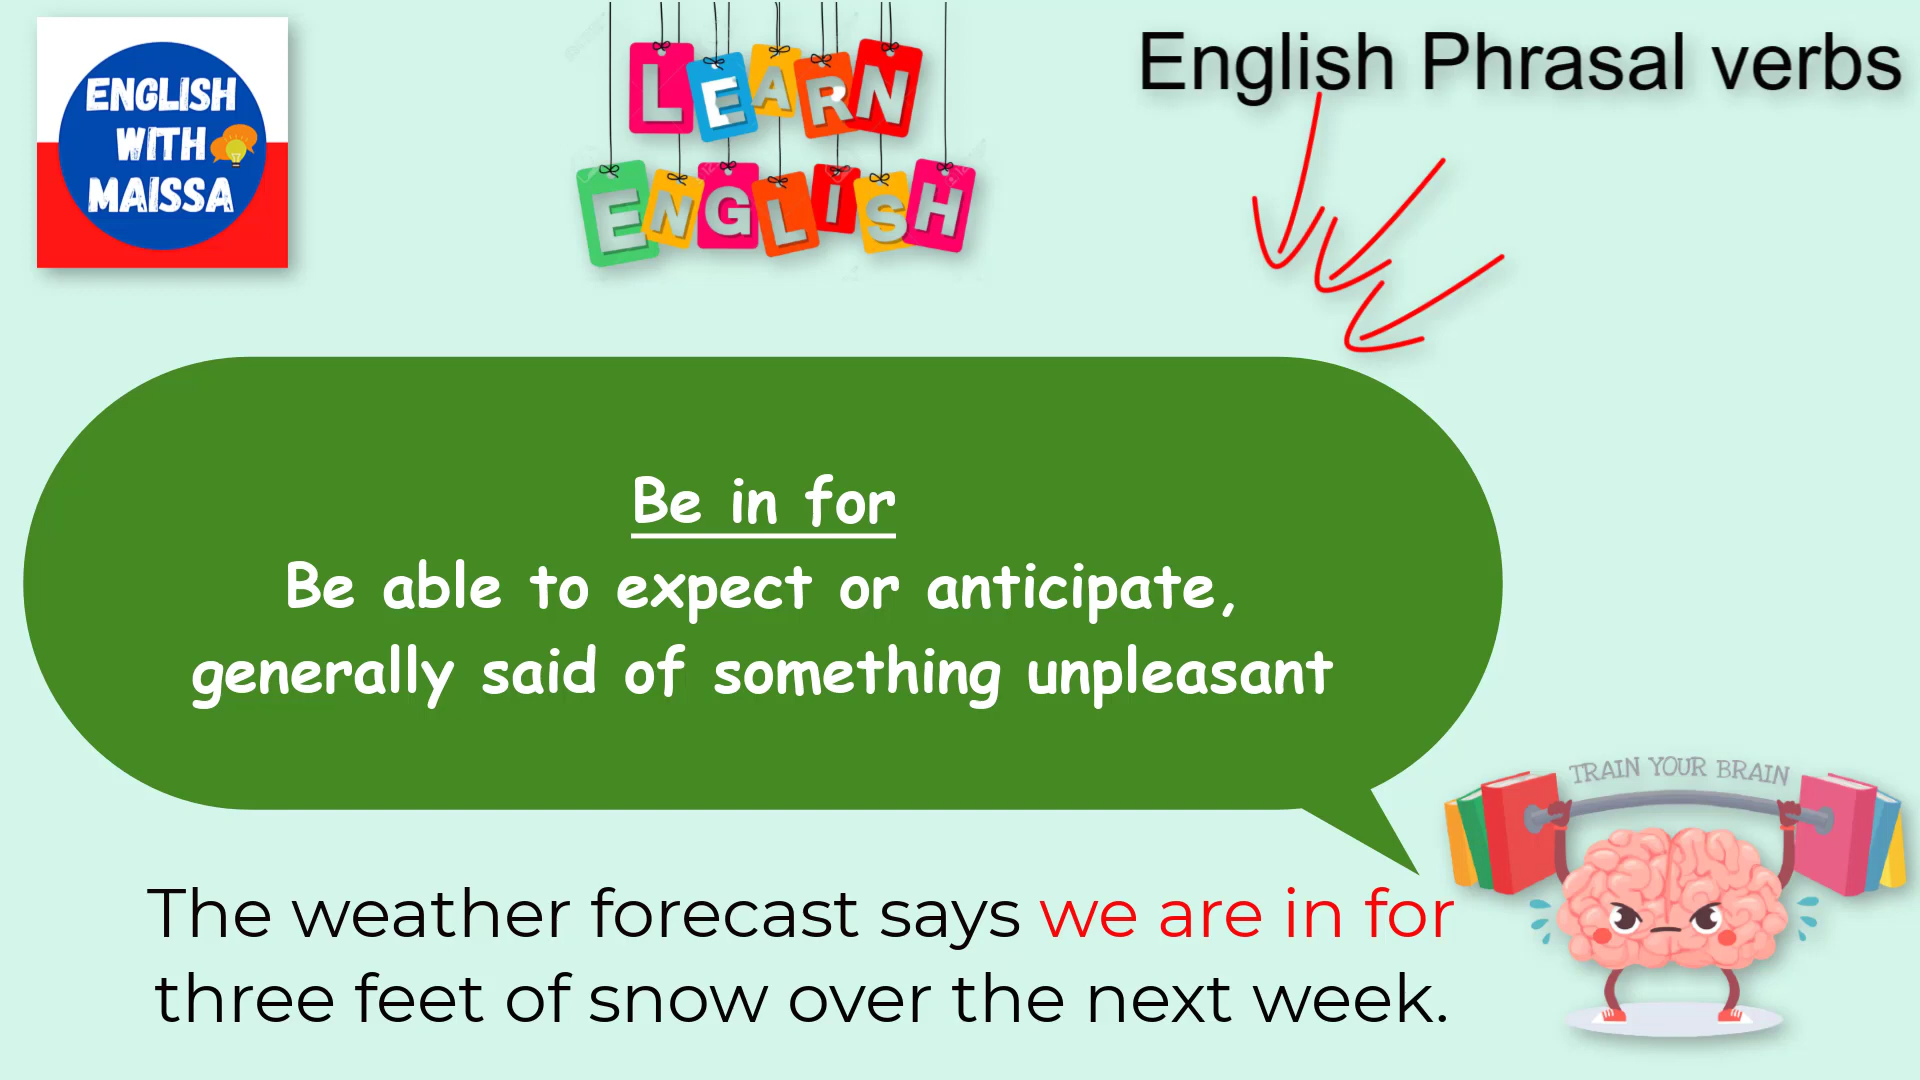 ENGLISH
WITH
MAISSA
LEARN
ENGLISH
English Phrasal verbs
Be in for
Be able to expect or anticipate,
generally said of something unpleasant
TRAIN YOUR BRAIN
The weather forecast says we are in for
three feet of snow over the next week.